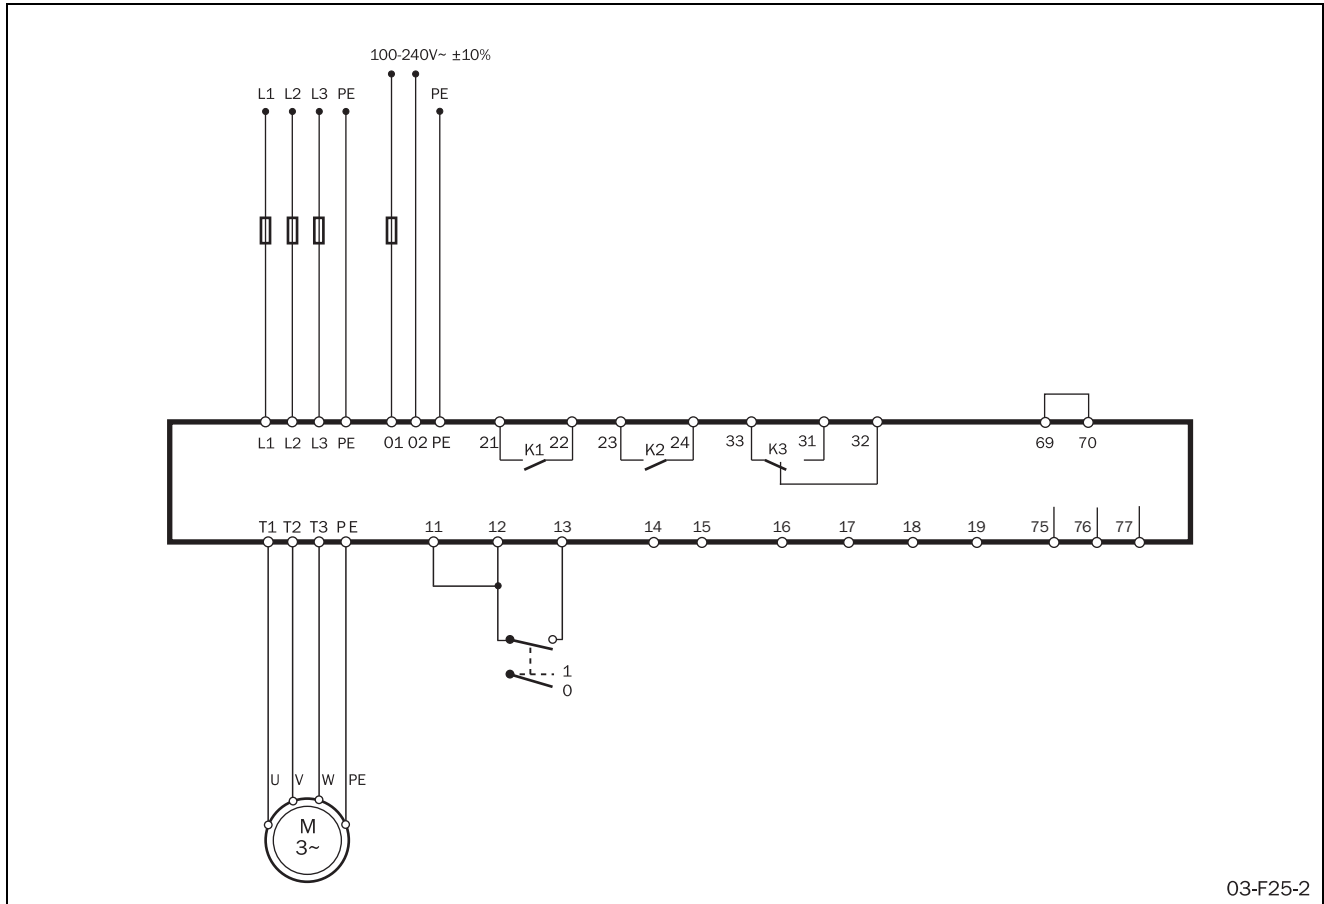 100-240V~ ±10%
L1 L2 L3 PE PE
L1 L2 L3 PE 01 02 PE 21 K1 22 23 K2 24 33 K3 31 32 69 70
T1 T2 T3 PE 11 12 13 14 15 16 17 18 19 75 76 77
1
0
U V W PE
M
3~
03-F25-2